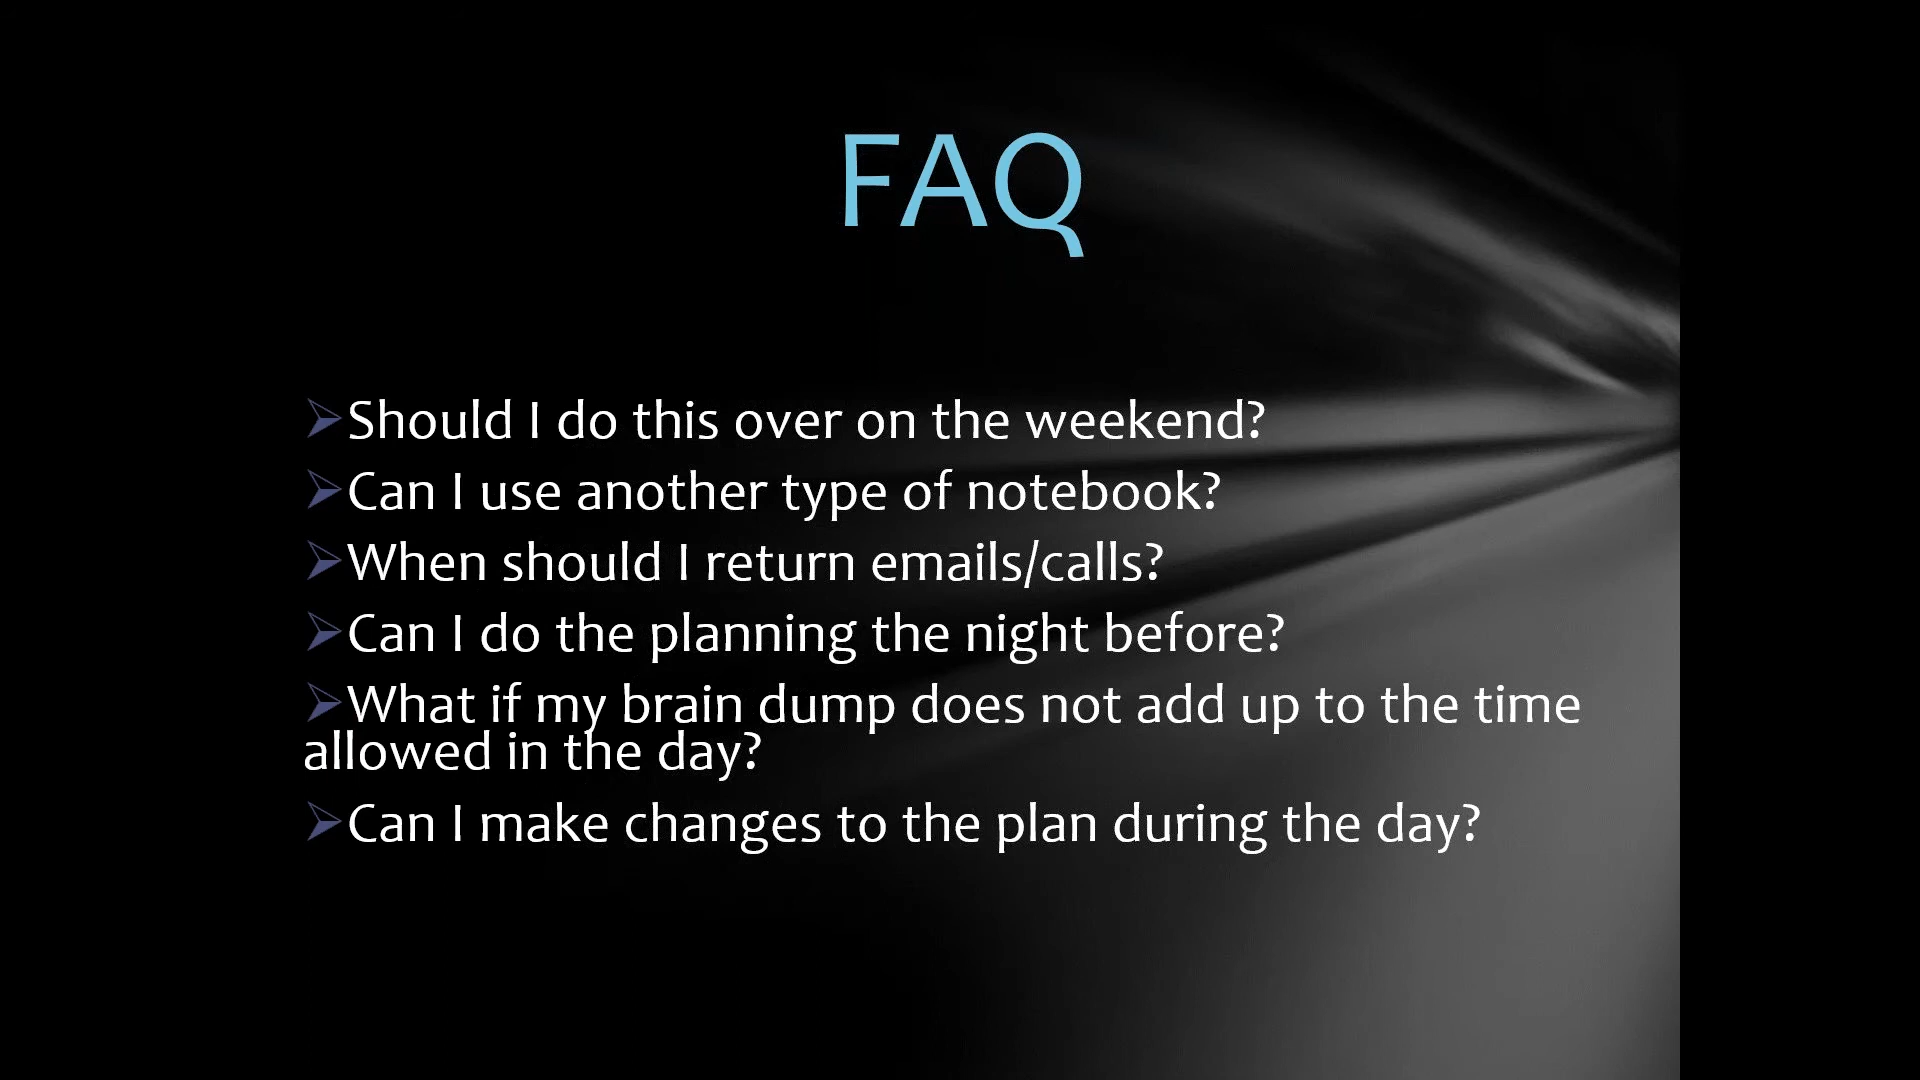 FAQ
Should I do this over on the weekend?
Can I use another type of notebook?
When should I return emails/calls?
Can I do the planning the night before?
What if my brain dump does not add up to the time
allowed in the day?
Can I make changes to the plan during the day?